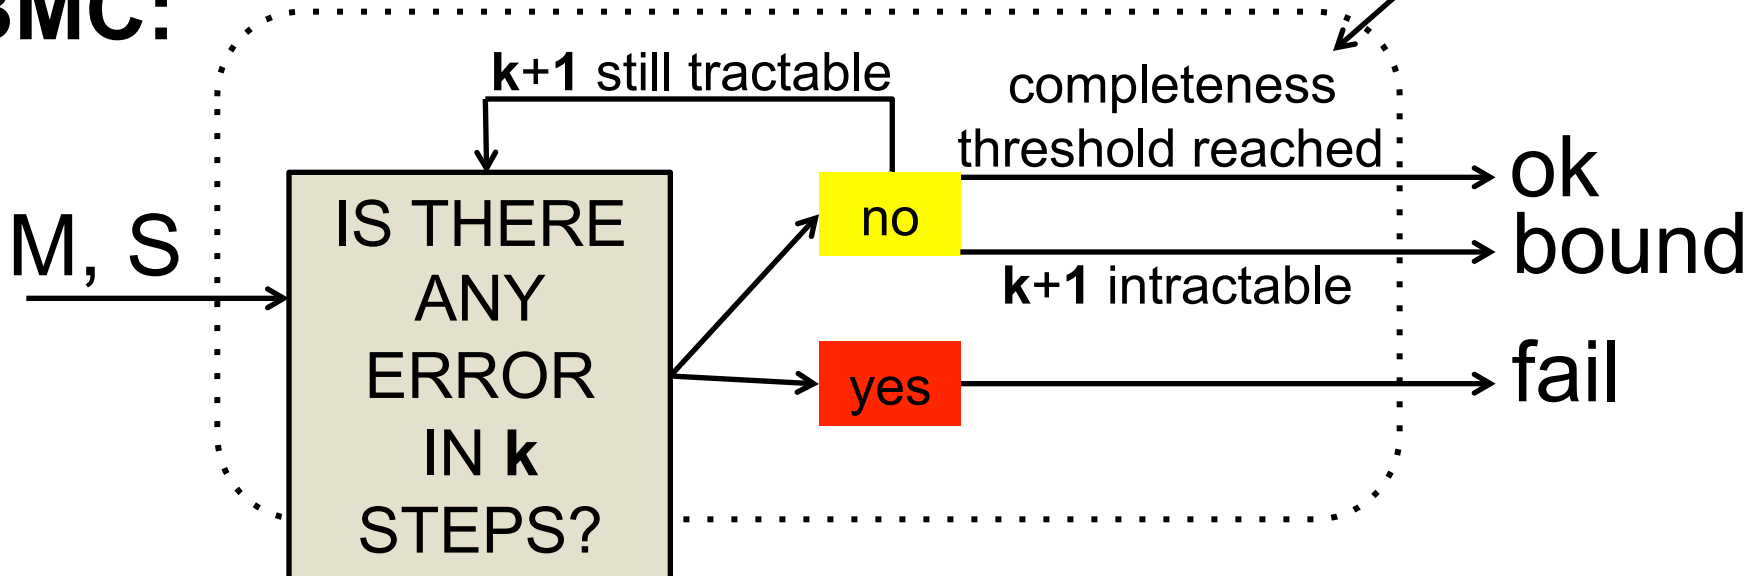 BMC:
k+1 still tractable
completeness
threshold reached
ok
M, S
IS THERE
ANY
ERROR
IN k
STEPS?
no
bound
k+1 intractable
yes
fail